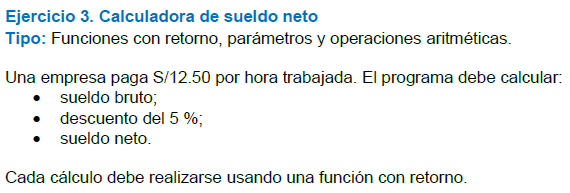 Ejercicio 3. Calculadora de sueldo neto
Tipo: Funciones con retorno, parámetros y operaciones aritméticas.
Una empresa paga S/12.50 por hora trabajada. El programa debe calcular:
• sueldo bruto;
• descuento del 5 %;
• sueldo neto.
Cada cálculo debe realizarse usando una función con retorno.